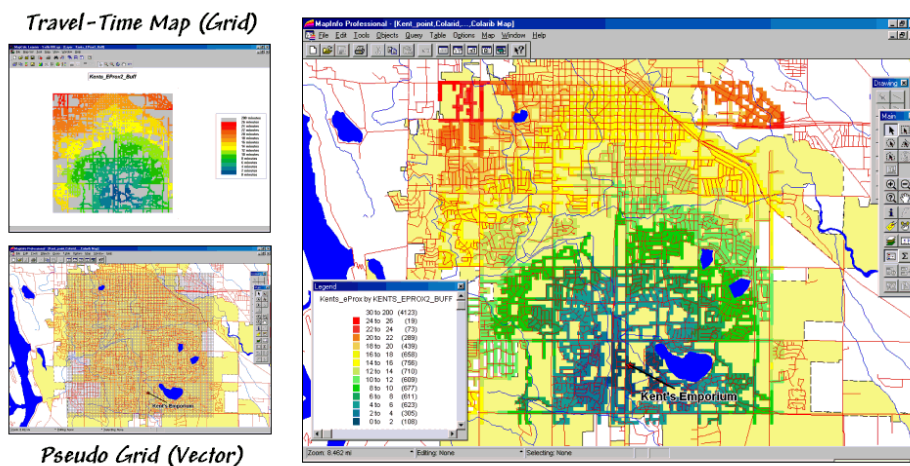 Travel-Time Map (Grid)
Kents_EProx2_Buff
Pseudo Grid (Vector)
Kent's Emporium
MapInfo Professional - [Kent_point,Coland,...,Colarib Map]
File Edit Tools Objects Query Table Options Map Window Help
Drawing
Main
Legend
Kents_eProx by KENTS_EPROX2_BUFF
30 to 200 (4123)
24 to 26 (19)
22 to 24 (73)
20 to 22 (289)
18 to 20 (439)
16 to 18 (658)
14 to 16 (756)
12 to 14 (710)
10 to 12 (609)
8 to 10 (677)
6 to 8 (611)
4 to 6 (623)
2 to 4 (305)
0 to 2 (108)
Kent's Emporium
Zoom: 8.462 mi
Editing: None
Selecting: None